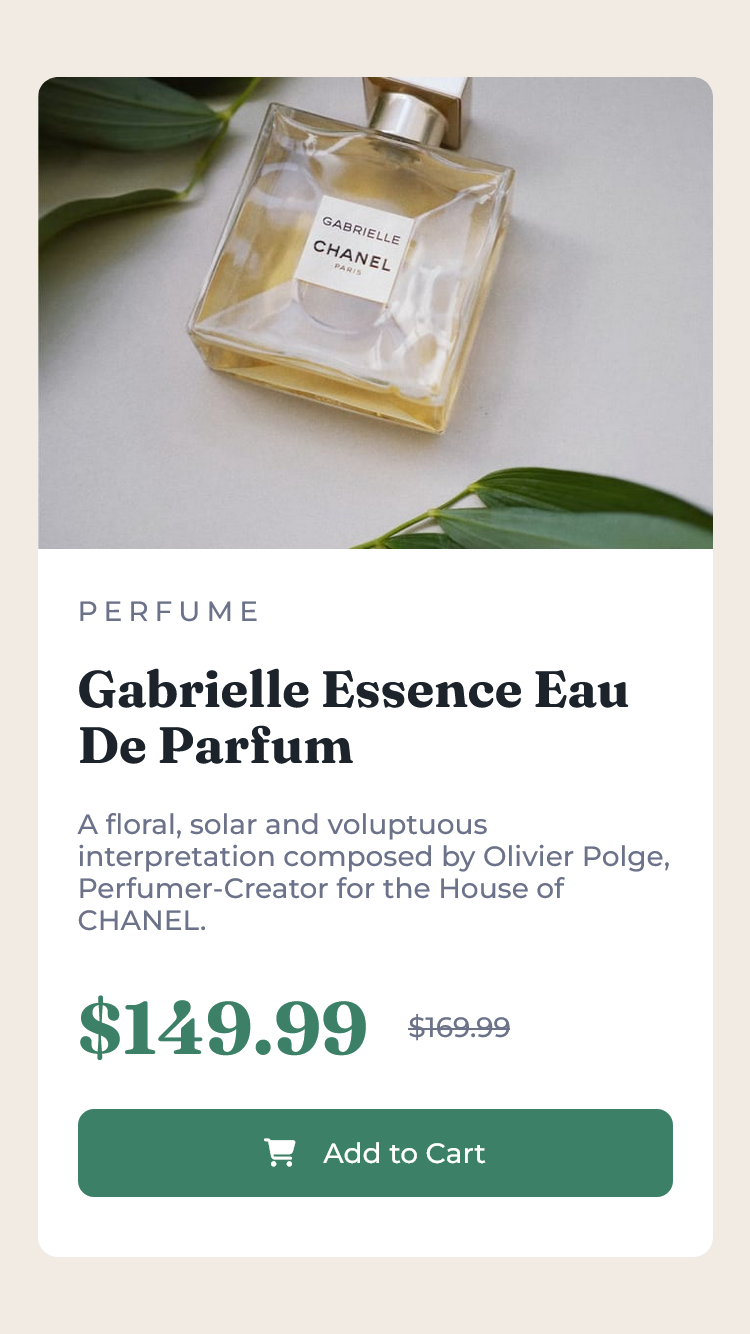 GABRIELLE
CHANEL
PARIS
PERFUME
Gabrielle Essence Eau
De Parfum
A floral, solar and voluptuous
interpretation composed by Olivier Polge,
Perfumer-Creator for the House of
CHANEL.
$149.99 $169.99
Add to Cart